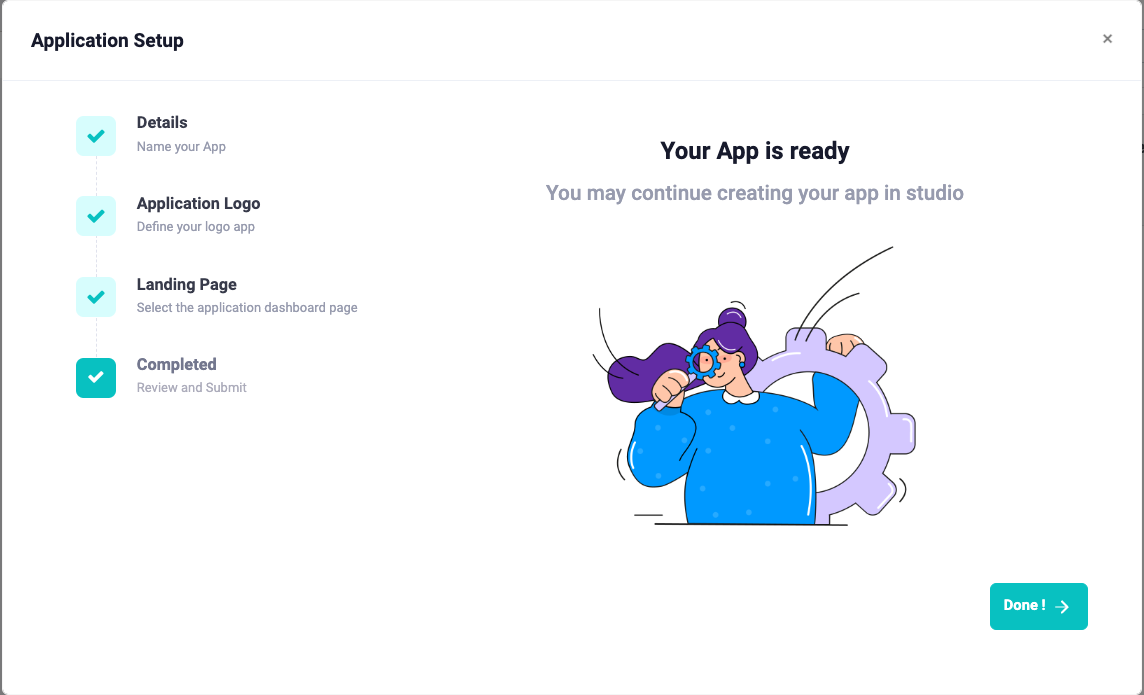 Application Setup
×
Details
Name your App
Application Logo
Define your logo app
Landing Page
Select the application dashboard page
Completed
Review and Submit
Your App is ready
You may continue creating your app in studio
Done !